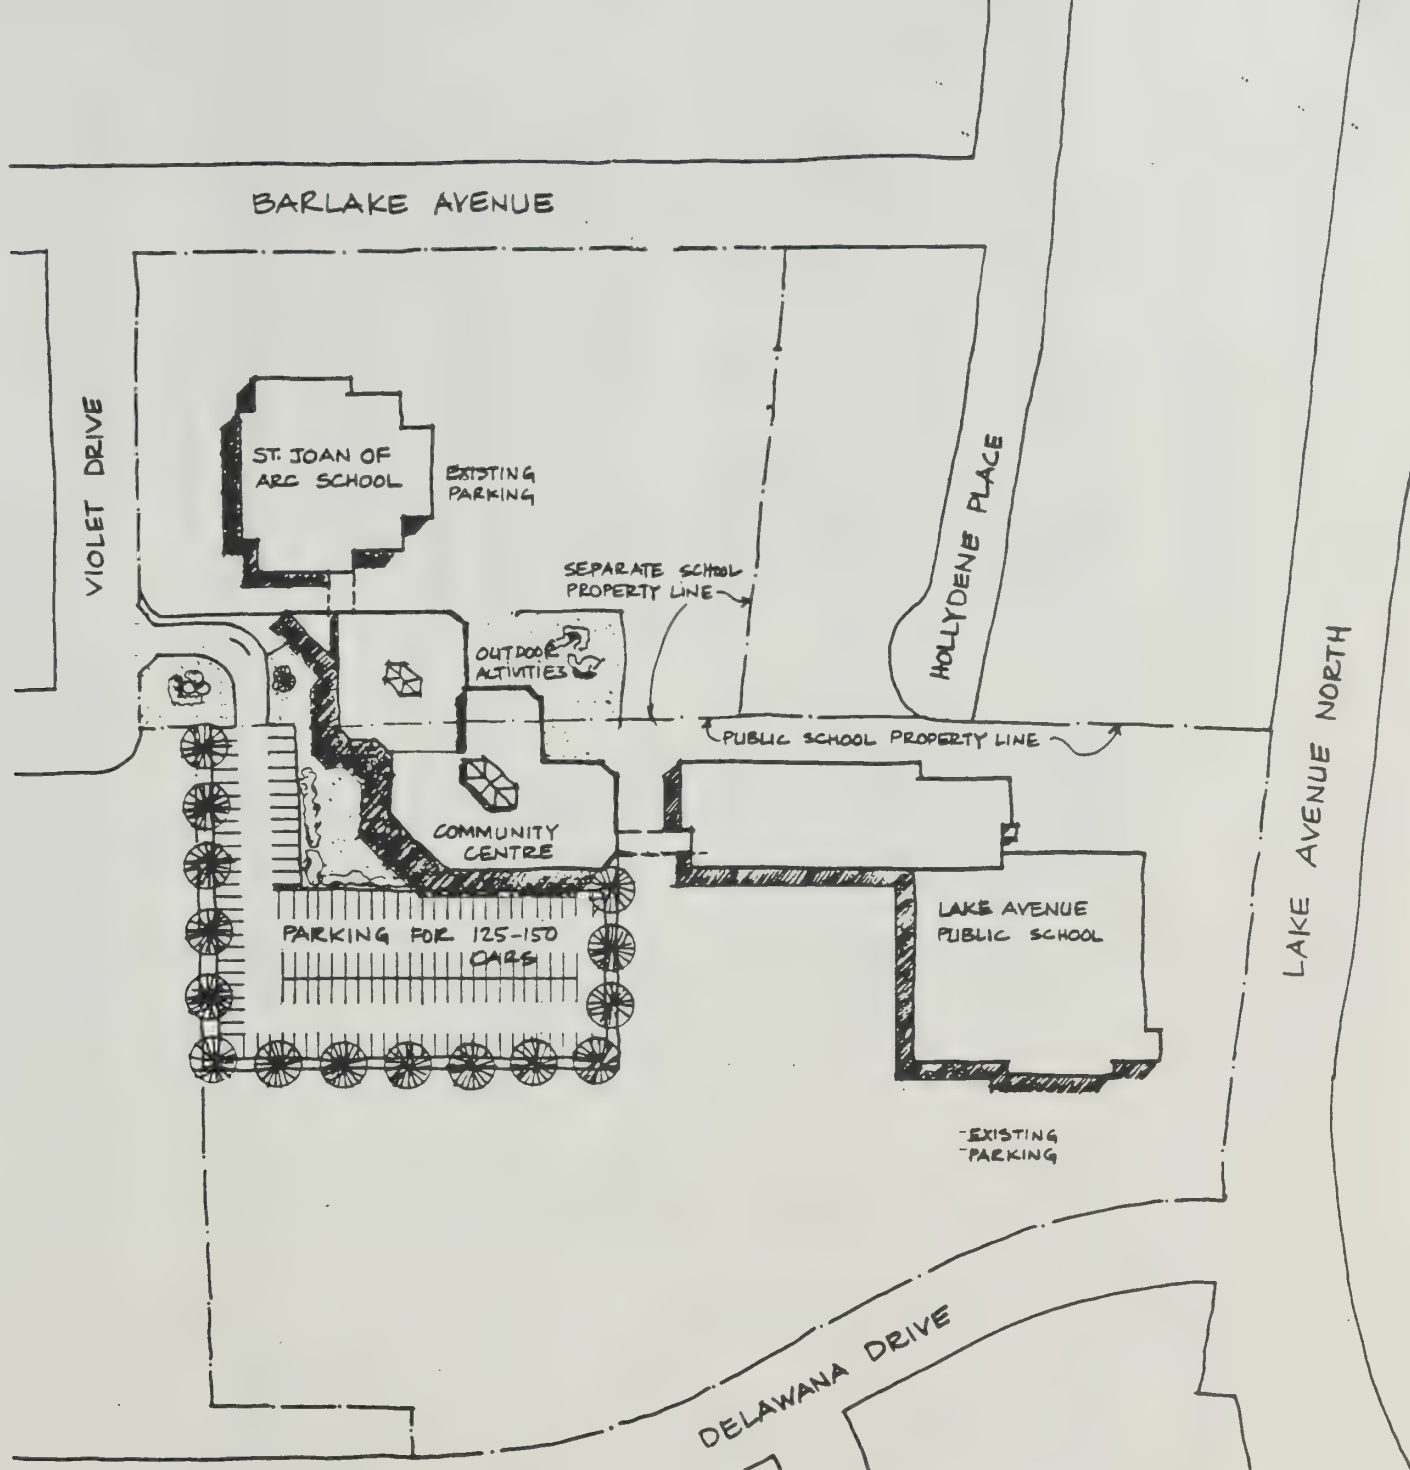 BARLAKE AVENUE
VIOLET DRIVE
ST. JOAN OF
ARC SCHOOL
EXISTING
PARKING
SEPARATE SCHOOL
PROPERTY LINE
HOLLYDENE PLACE
OUTDOOR
ACTIVITIES
PUBLIC SCHOOL PROPERTY LINE
LAKE AVENUE NORTH
COMMUNITY
CENTRE
LAKE AVENUE
PUBLIC SCHOOL
PARKING FOR 125-150
CARS
EXISTING
PARKING
DELAWANA DRIVE